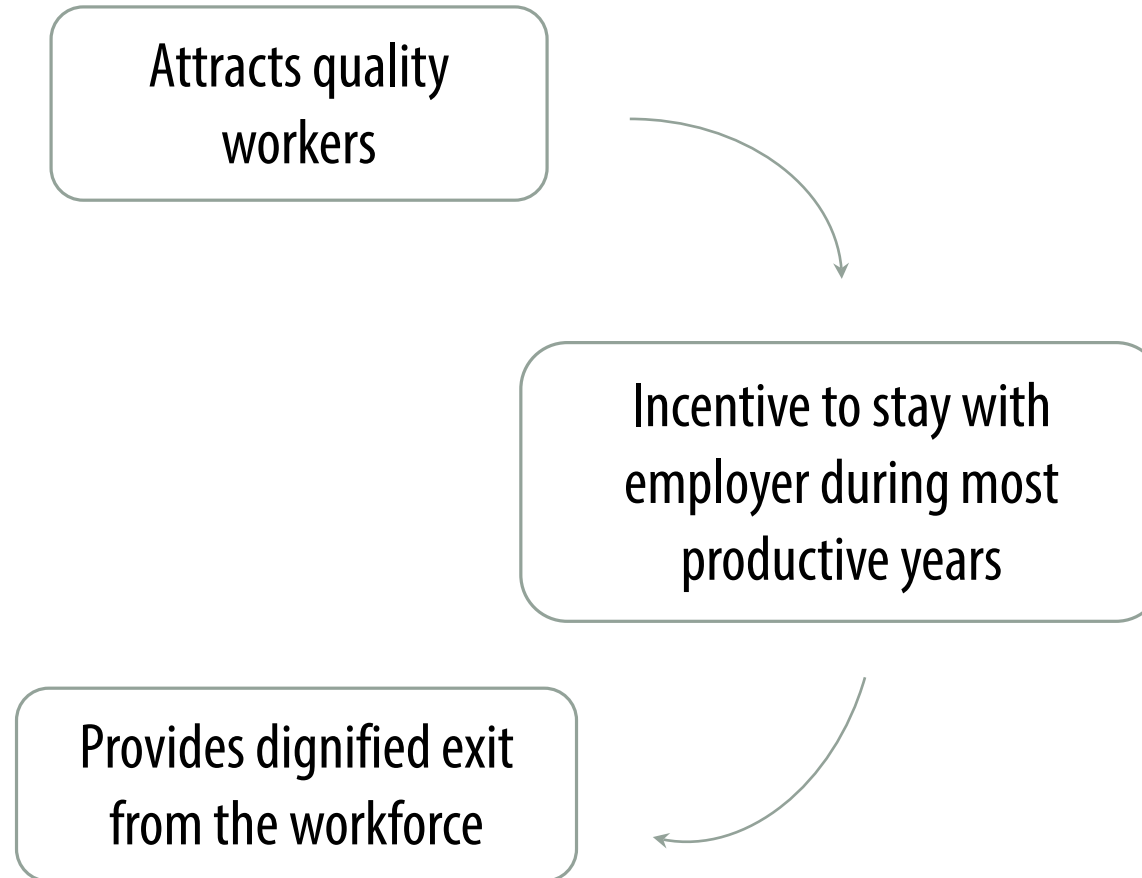 Attracts quality
workers
Incentive to stay with
employer during most
productive years
Provides dignified exit
from the workforce